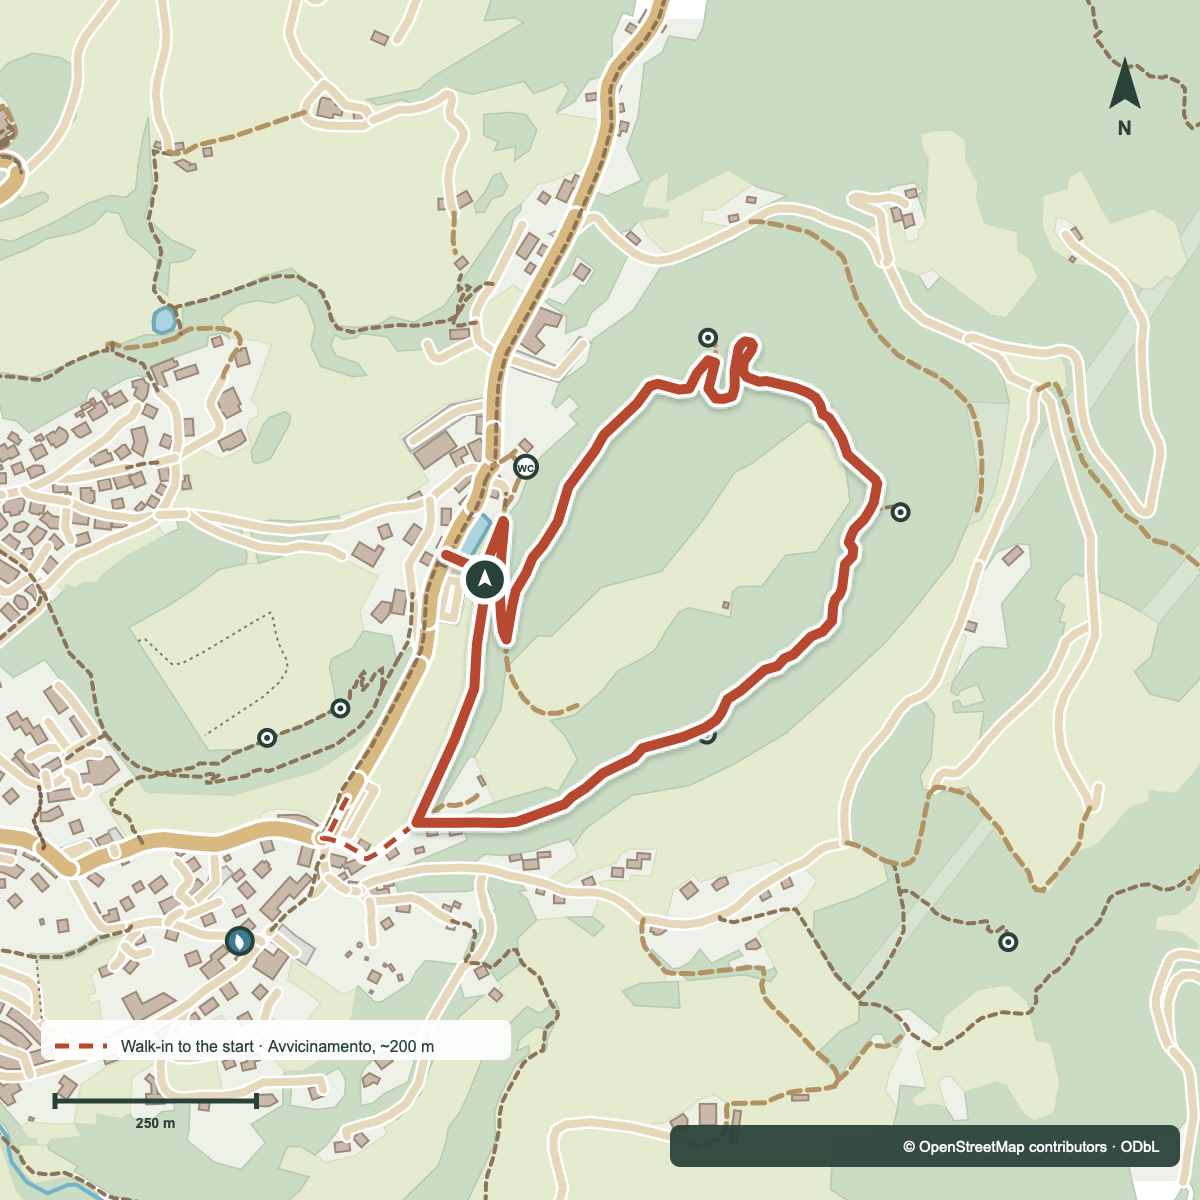 N
WC
Walk-in to the start · Avvicinamento, ~200 m
250 m
© OpenStreetMap contributors · ODbL